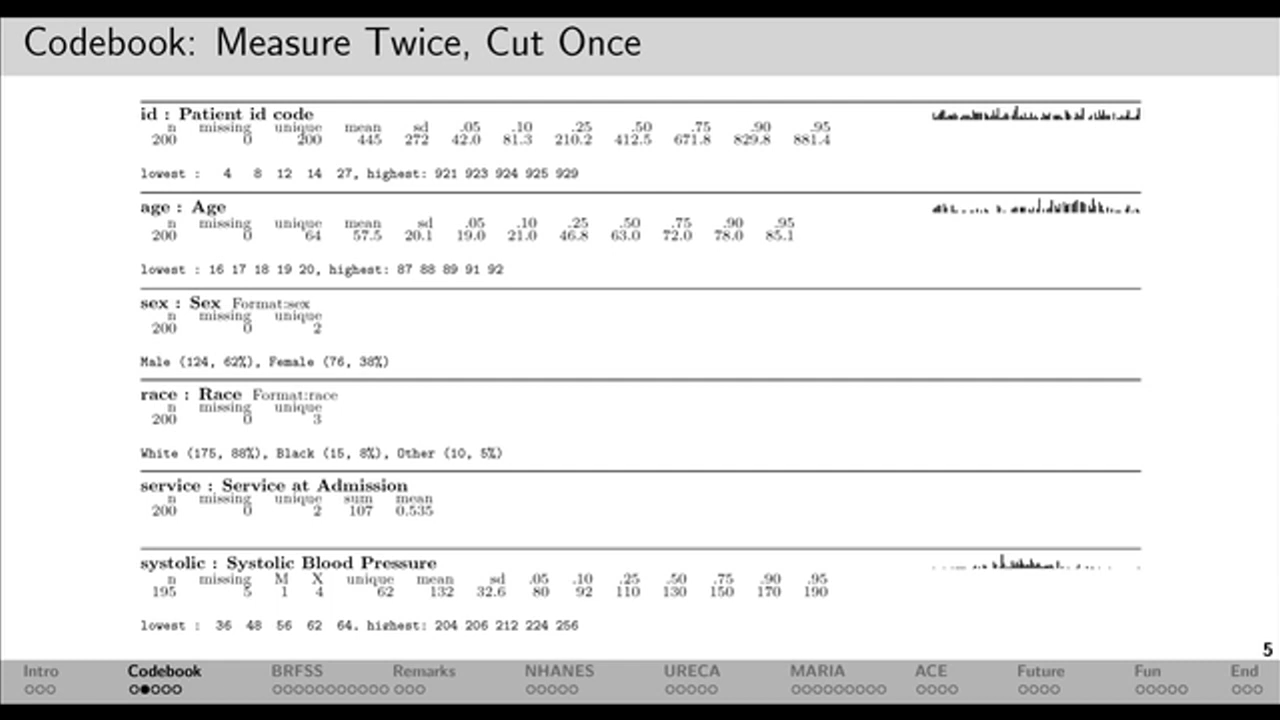 Codebook: Measure Twice, Cut Once
id : Patient id code
n missing unique mean sd .05 .10 .25 .50 .75 .90 .95
200 0 200 445 272 42.0 81.3 210.2 412.5 671.8 829.8 881.4
lowest : 4 8 12 14 27, highest: 921 923 924 925 929
age : Age
n missing unique mean sd .05 .10 .25 .50 .75 .90 .95
200 0 64 57.5 20.1 19.0 21.0 46.8 63.0 72.0 78.0 85.1
lowest : 16 17 18 19 20, highest: 87 88 89 91 92
sex : Sex Format:sex
n missing unique
200 0 2
Male (124, 62%), Female (76, 38%)
race : Race Format:race
n missing unique
200 0 3
White (175, 88%), Black (15, 8%), Other (10, 5%)
service : Service at Admission
n missing unique sum mean
200 0 2 107 0.535
systolic : Systolic Blood Pressure
n missing M X unique mean sd .05 .10 .25 .50 .75 .90 .95
195 5 1 4 62 132 32.6 80 92 110 130 150 170 190
lowest : 36 48 56 62 64, highest: 204 206 212 224 256
5
Intro Codebook BRFSS Remarks NHANES URECA MARIA ACE Future Fun End